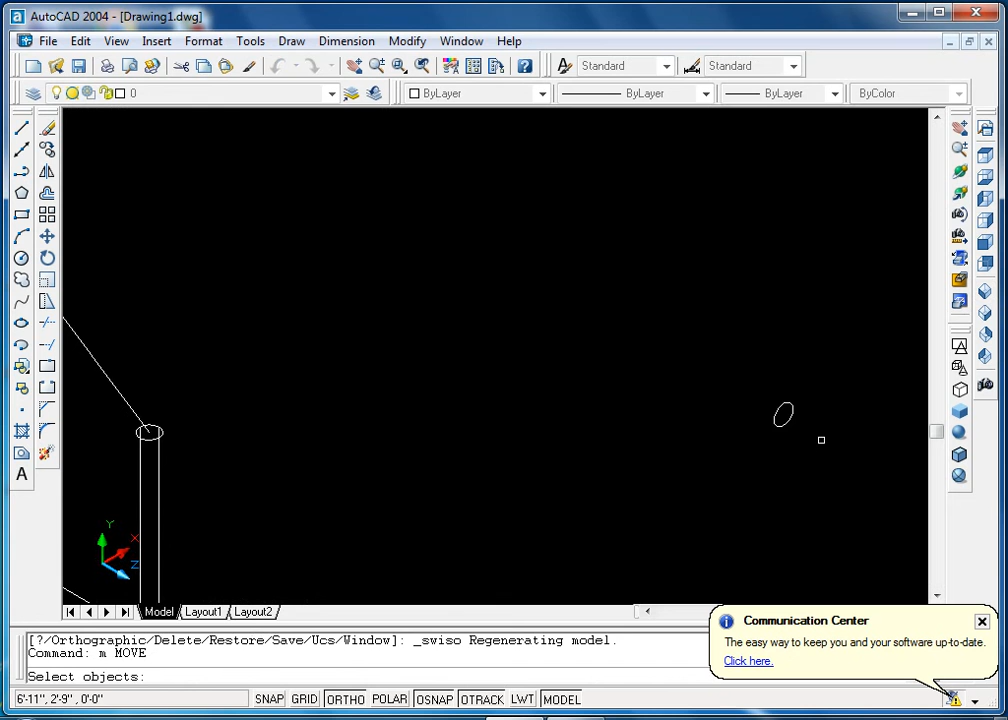 AutoCAD 2004 - [Drawing1.dwg]
File Edit View Insert Format Tools Draw Dimension Modify Window Help
Standard Standard
0 ByLayer ByLayer ByLayer ByColor
A
Y
X
Z
Model Layout1 Layout2
[?/Orthographic/Delete/Restore/Save/Ucs/Window]: _swiso Regenerating model.
Command: m MOVE
Select objects:
Communication Center
The easy way to keep you and your software up-to-date.
Click here.
6'-11", 2'-9" ,0'-0" SNAP GRID ORTHO POLAR OSNAP OTRACK LWT MODEL